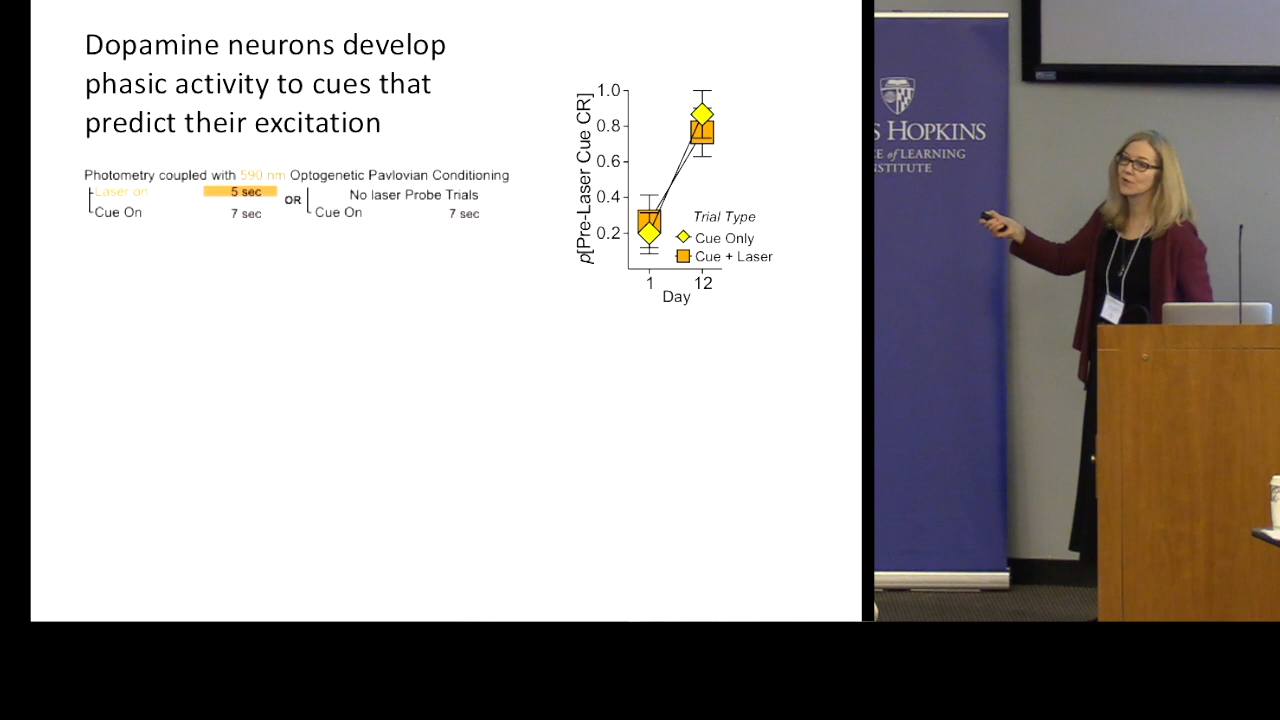 Dopamine neurons develop
phasic activity to cues that
predict their excitation
Photometry coupled with 590 nm Optogenetic Pavlovian Conditioning
Laser on 5 sec OR No laser Probe Trials
Cue On 7 sec Cue On 7 sec
p[Pre-Laser Cue CR]
1.0
0.8
0.6
0.4
0.2
Trial Type
Cue Only
Cue + Laser
1 12
Day
S HOPKINS
E of LEARNING
NSTITUTE